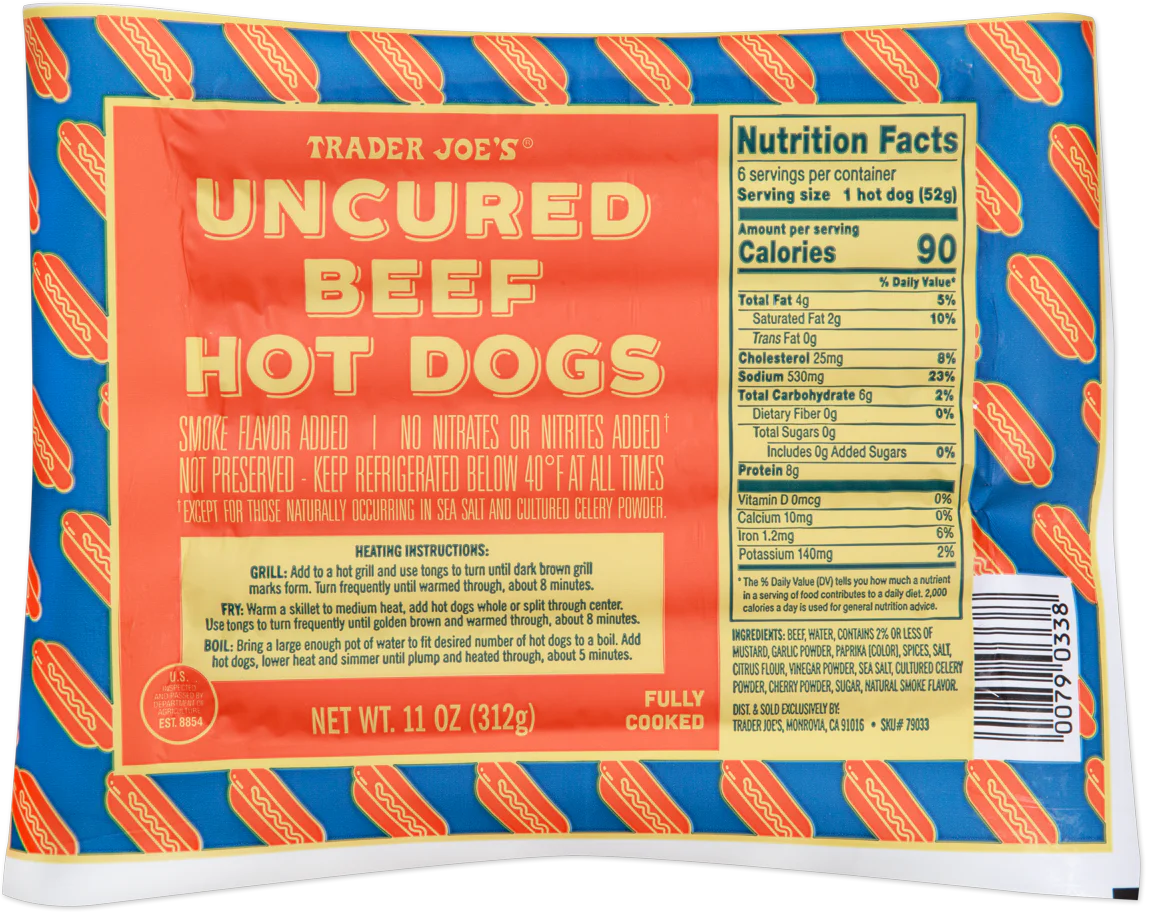 TRADER JOE'S®
UNCURED
BEEF
HOT DOGS
SMOKE FLAVOR ADDED | NO NITRATES OR NITRITES ADDED†
NOT PRESERVED - KEEP REFRIGERATED BELOW 40°F AT ALL TIMES
†EXCEPT FOR THOSE NATURALLY OCCURRING IN SEA SALT AND CULTURED CELERY POWDER.
HEATING INSTRUCTIONS:
GRILL: Add to a hot grill and use tongs to turn until dark brown grill
marks form. Turn frequently until warmed through, about 8 minutes.
FRY: Warm a skillet to medium heat, add hot dogs whole or split through center.
Use tongs to turn frequently until golden brown and warmed through, about 8 minutes.
BOIL: Bring a large enough pot of water to fit desired number of hot dogs to a boil. Add
hot dogs, lower heat and simmer until plump and heated through, about 5 minutes.
U.S.
INSPECTED
AND PASSED BY
DEPARTMENT OF
AGRICULTURE
EST. 8854
NET WT. 11 OZ (312g)
FULLY
COOKED
Nutrition Facts
6 servings per container
Serving size 1 hot dog (52g)
Amount per serving
Calories 90
% Daily Value*
Total Fat 4g 5%
Saturated Fat 2g 10%
Trans Fat 0g
Cholesterol 25mg 8%
Sodium 530mg 23%
Total Carbohydrate 6g 2%
Dietary Fiber 0g 0%
Total Sugars 0g
Includes 0g Added Sugars 0%
Protein 8g
Vitamin D 0mcg 0%
Calcium 10mg 0%
Iron 1.2mg 6%
Potassium 140mg 2%
* The % Daily Value (DV) tells you how much a nutrient
in a serving of food contributes to a daily diet. 2,000
calories a day is used for general nutrition advice.
INGREDIENTS: BEEF, WATER, CONTAINS 2% OR LESS OF
MUSTARD, GARLIC POWDER, PAPRIKA (COLOR), SPICES, SALT,
CITRUS FLOUR, VINEGAR POWDER, SEA SALT, CULTURED CELERY
POWDER, CHERRY POWDER, SUGAR, NATURAL SMOKE FLAVOR.
DIST. & SOLD EXCLUSIVELY BY:
TRADER JOE'S, MONROVIA, CA 91016 • SKU# 79033
0079 0338